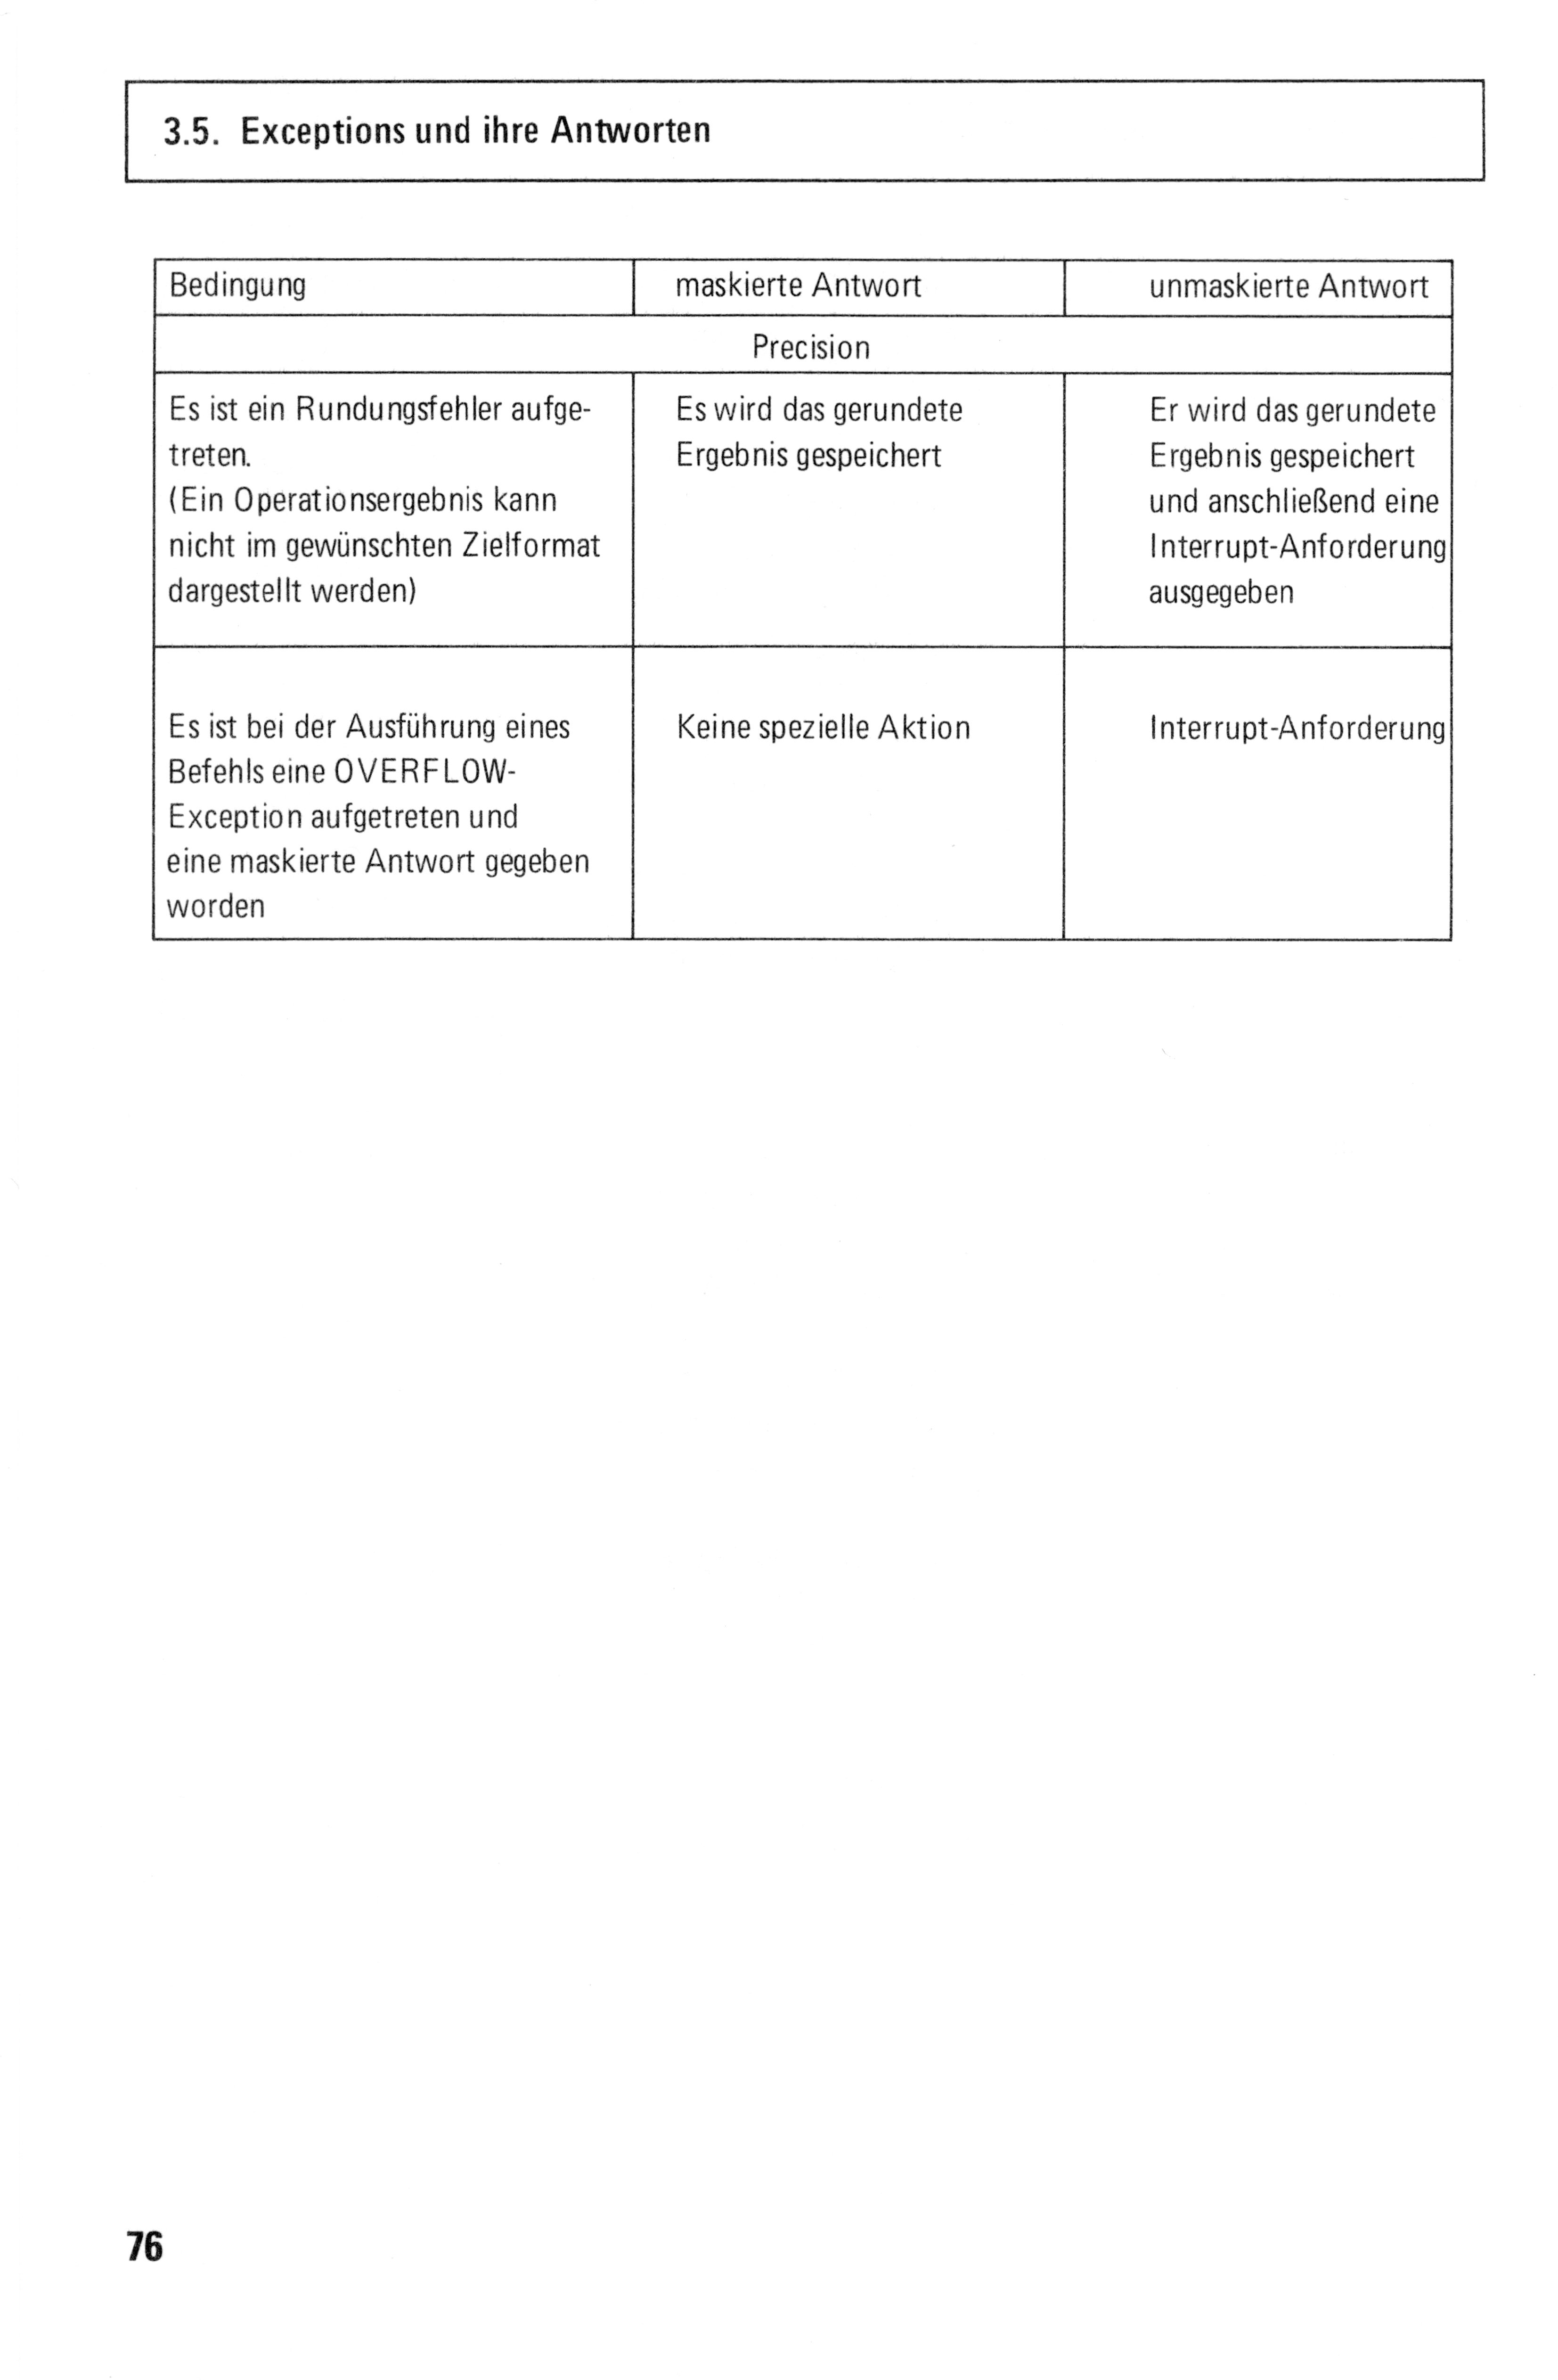 3.5. Exceptions und ihre Antworten
Bedingung
maskierte Antwort
unmaskierte Antwort
Precision
Es ist ein Rundungsfehler aufge-
treten.
(Ein Operationsergebnis kann
nicht im gewünschten Zielformat
dargestellt werden)
Es wird das gerundete
Ergebnis gespeichert
Er wird das gerundete
Ergebnis gespeichert
und anschließend eine
Interrupt-Anforderung
ausgegeben
Es ist bei der Ausführung eines
Befehls eine OVERFLOW-
Exception aufgetreten und
eine maskierte Antwort gegeben
worden
Keine spezielle Aktion
Interrupt-Anforderung
76